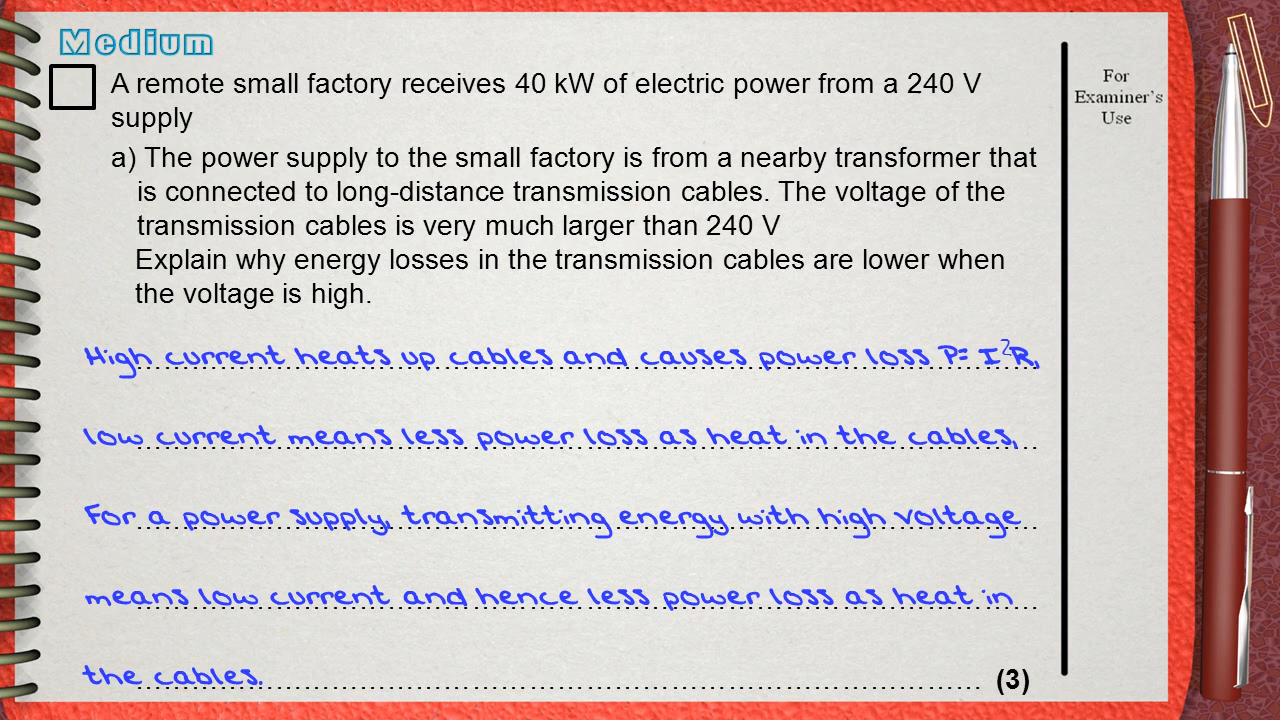 Medium
A remote small factory receives 40 kW of electric power from a 240 V
supply
a) The power supply to the small factory is from a nearby transformer that
is connected to long-distance transmission cables. The voltage of the
transmission cables is very much larger than 240 V
Explain why energy losses in the transmission cables are lower when
the voltage is high.
High current heats up cables and causes power loss P= I²R,
low current means less power loss as heat in the cables,
For a power supply, transmitting energy with high voltage
means low current and hence less power loss as heat in
the cables.
(3)
For
Examiner's
Use